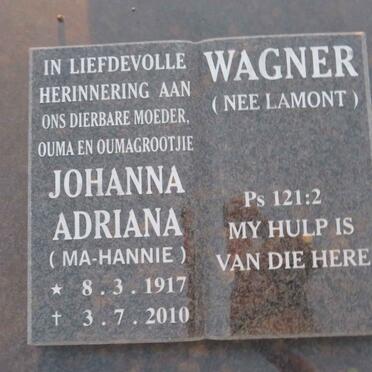 IN LIEFDEVOLLE
HERINNERING AAN
ONS DIERBARE MOEDER,
OUMA EN OUMAGROOTJIE
JOHANNA
ADRIANA
( MA-HANNIE )
★ 8 . 3 . 1917
† 3 . 7 . 2010
WAGNER
( NEE LAMONT )
Ps 121:2
MY HULP IS
VAN DIE HERE